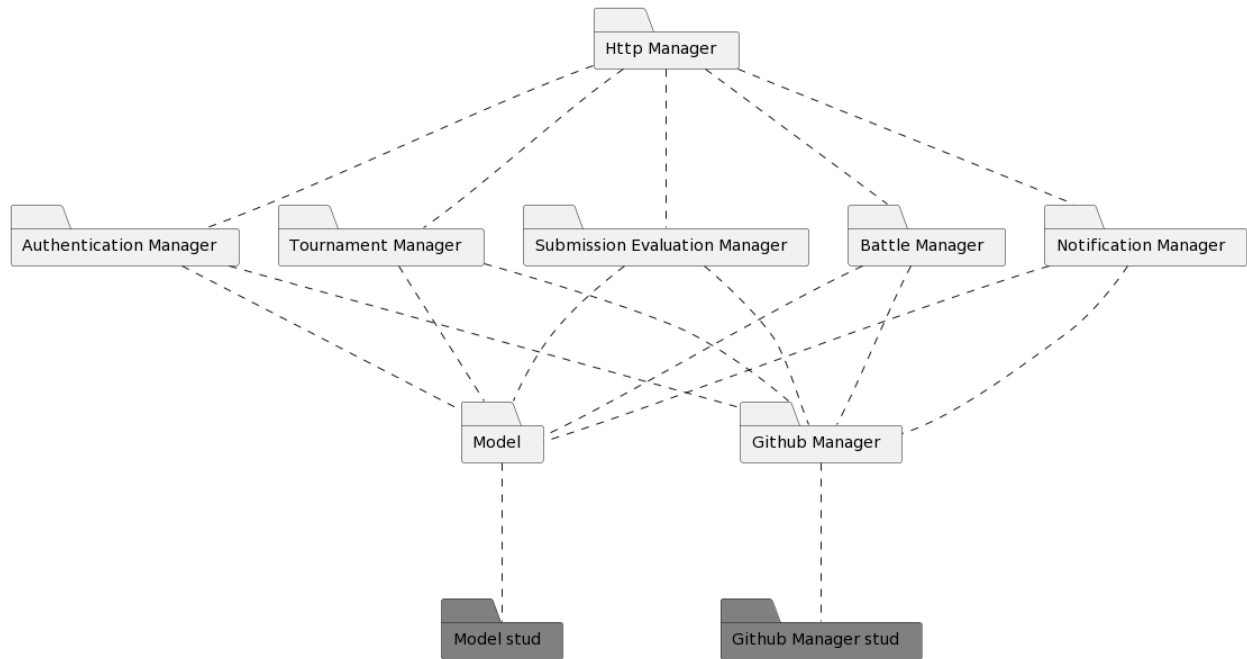 Http Manager
Authentication Manager
Tournament Manager
Submission Evaluation Manager
Battle Manager
Notification Manager
Model
Github Manager
Model stud
Github Manager stud